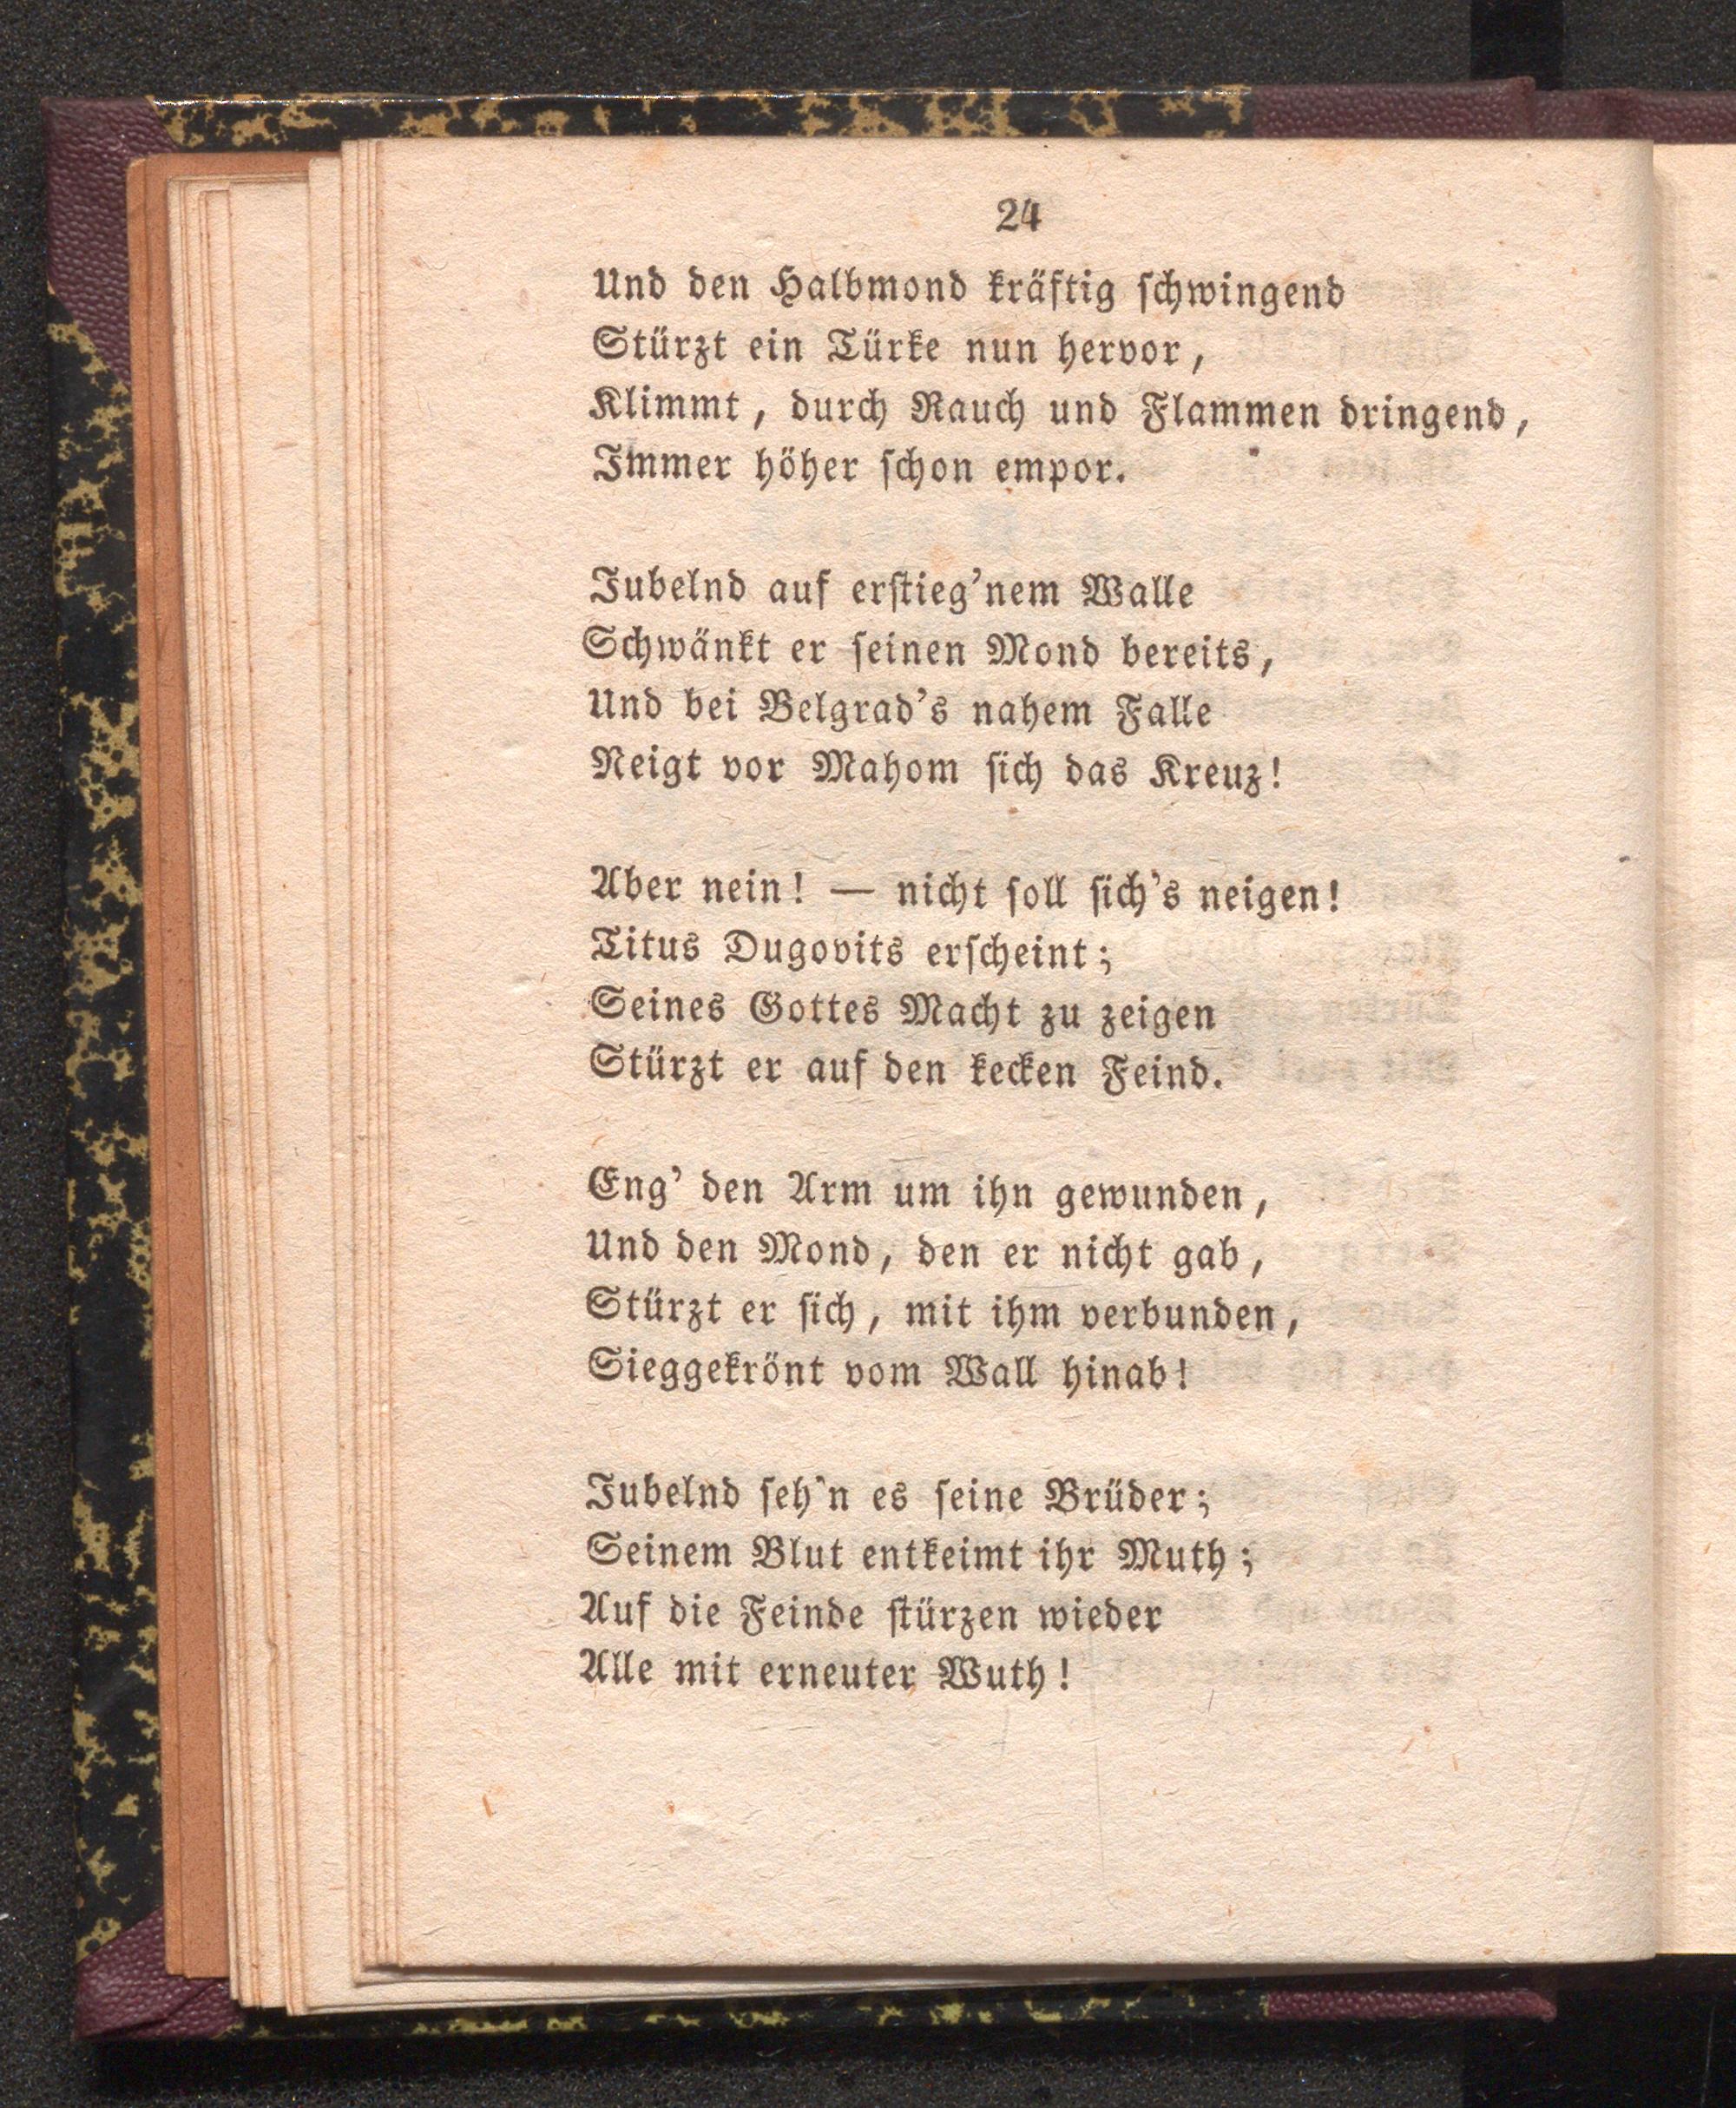 24
Und den Halbmond kräftig ſchwingend
Stürzt ein Türke nun hervor,
Klimmt, durch Rauch und Flammen dringend,
Immer höher ſchon empor.
Jubelnd auf erſtieg'nem Walle
Schwänkt er ſeinen Mond bereits,
Und bei Belgrad's nahem Falle
Neigt vor Mahom ſich das Kreuz!
Aber nein! — nicht ſoll ſich's neigen!
Titus Dugovits erſcheint;
Seines Gottes Macht zu zeigen
Stürzt er auf den kecken Feind.
Eng' den Arm um ihn gewunden,
Und den Mond, den er nicht gab,
Stürzt er ſich, mit ihm verbunden,
Sieggekrönt vom Wall hinab!
Jubelnd ſeh'n es ſeine Brüder;
Seinem Blut entkeimt ihr Muth;
Auf die Feinde ſtürzen wieder
Alle mit erneuter Wuth!